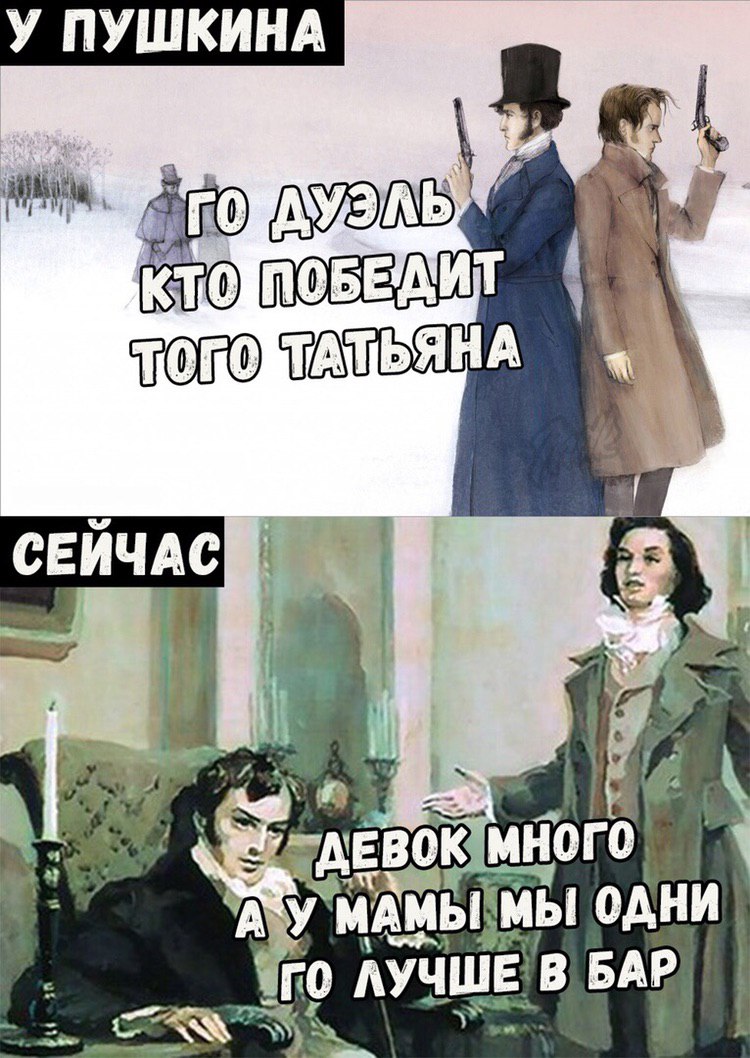 У ПУШКИНА
ГО ДУЭЛЬ
КТО ПОБЕДИТ
ТОГО ТАТЬЯНА
СЕЙЧАС
ДЕВОК МНОГО
А У МАМЫ МЫ ОДНИ
ГО ЛУЧШЕ В БАР